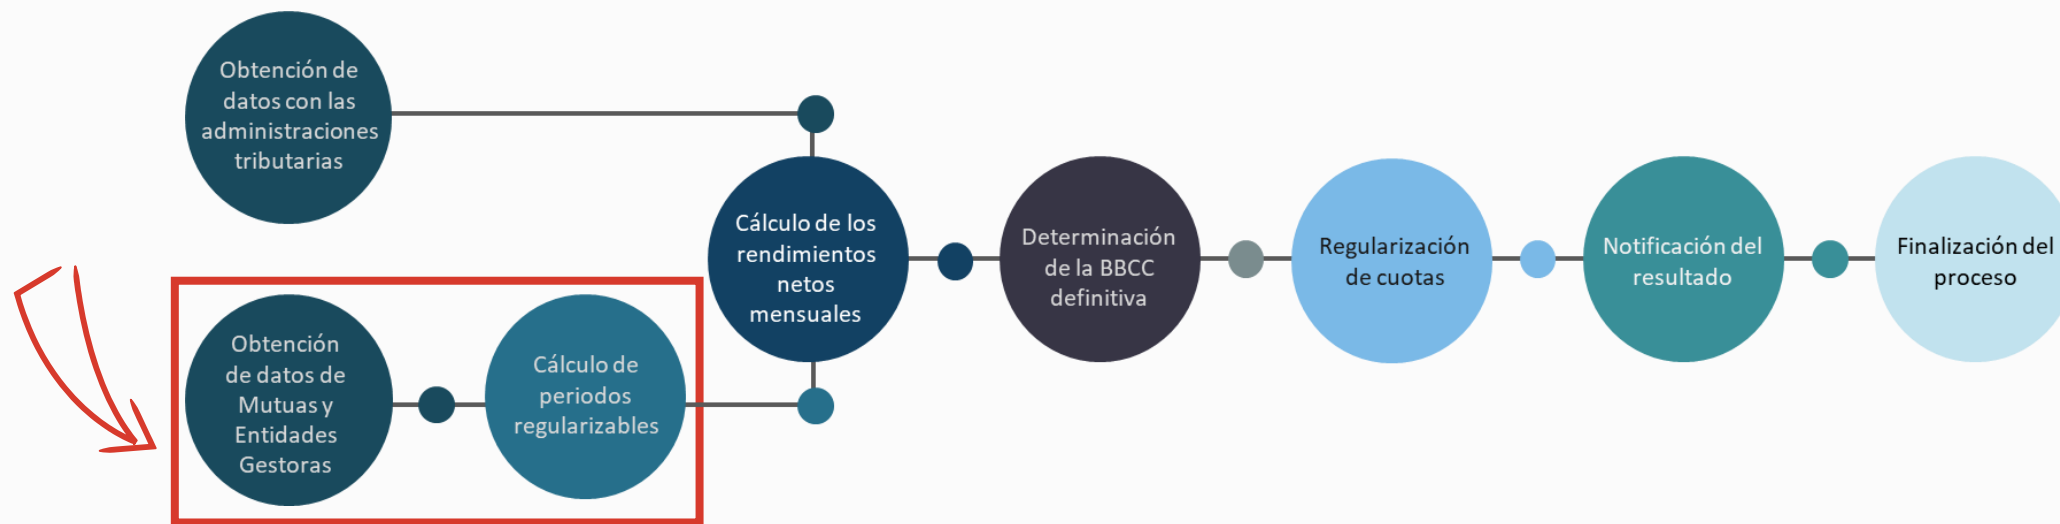 Obtención de
datos con las
administraciones
tributarias
Obtención
de datos de
Mutuas y
Entidades
Gestoras
Cálculo de
periodos
regularizables
Cálculo de los
rendimientos
netos
mensuales
Determinación
de la BBCC
definitiva
Regularización
de cuotas
Notificación del
resultado
Finalización del
proceso